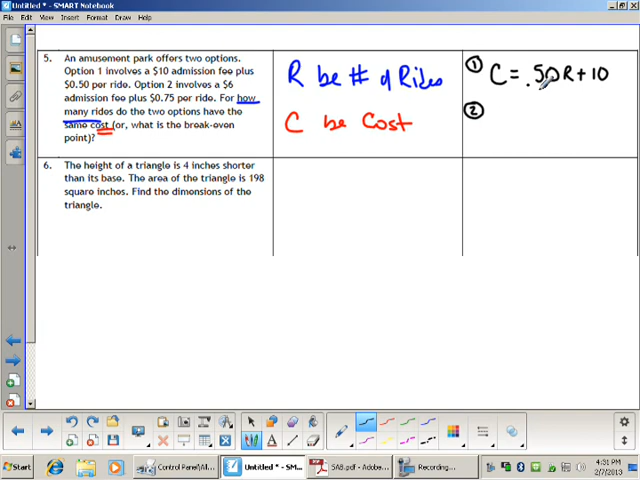 Untitled * - SMART Notebook
File Edit View Insert Format Tools Draw Help
5. An amusement park offers two options.
Option 1 involves a $10 admission fee plus
$0.50 per ride. Option 2 involves a $6
admission fee plus $0.75 per ride. For how
many rides do the two options have the
same cost (or, what is the break-even
point)?
R be # of Rides
C be Cost
① C = .50R + 10
②
6. The height of a triangle is 4 inches shorter
than its base. The area of the triangle is 198
square inches. Find the dimensions of the
triangle.
Start
Control Panel\All...
Untitled * - SM...
SAB.pdf - Adobe...
Recording...
4:31 PM
2/7/2013